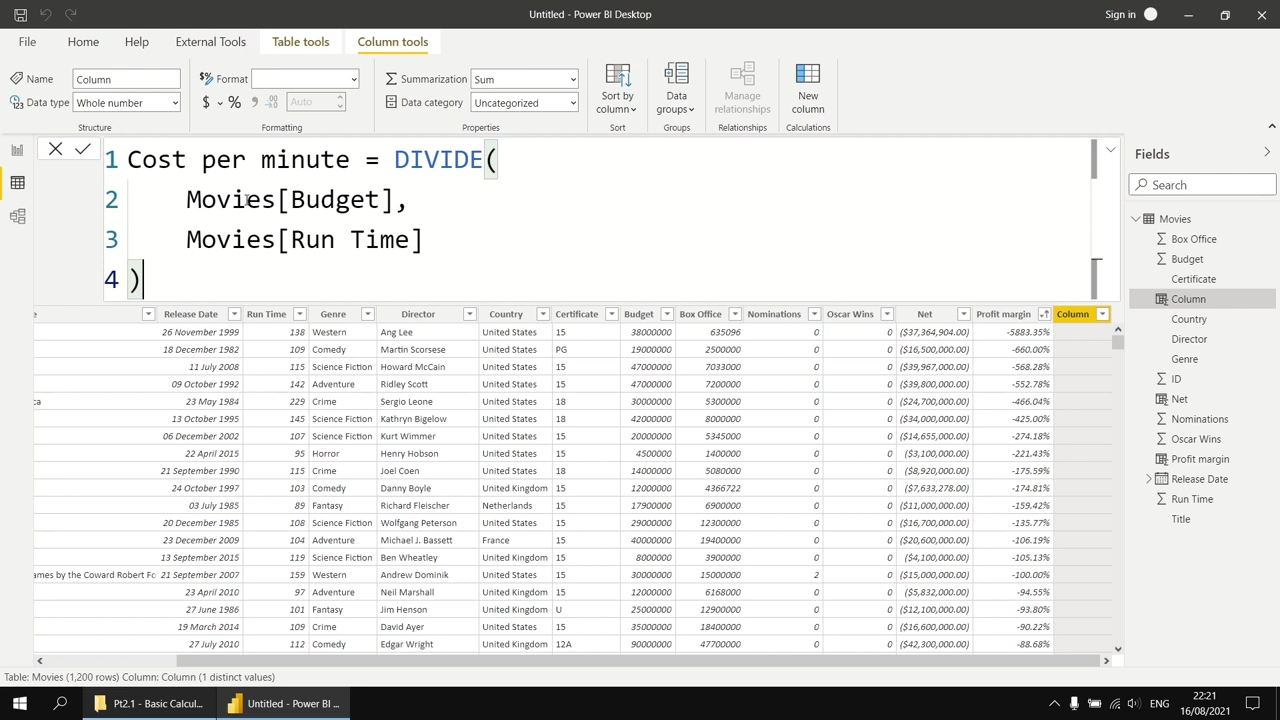 Untitled - Power BI Desktop
Sign in
File Home Help External Tools Table tools Column tools
Name Column Format Summarization Sum
Data type Whole number $ % Auto Data category Uncategorized
Sort by column Data groups Manage relationships New column
Structure Formatting Properties Sort Groups Relationships Calculations
1 Cost per minute = DIVIDE(
2 Movies[Budget],
3 Movies[Run Time]
4 )
Fields
Search
Movies
Box Office
Budget
Certificate
Column
Country
Director
Genre
ID
Net
Nominations
Oscar Wins
Profit margin
Release Date
Run Time
Title
e Release Date Run Time Genre Director Country Certificate Budget Box Office Nominations Oscar Wins Net Profit margin Column
26 November 1999 138 Western Ang Lee United States 15 38000000 635096 0 0 ($37,364,904.00) -5883.35%
18 December 1982 109 Comedy Martin Scorsese United States PG 19000000 2500000 0 0 ($16,500,000.00) -660.00%
11 July 2008 115 Science Fiction Howard McCain United States 15 47000000 7033000 0 0 ($39,967,000.00) -568.28%
09 October 1992 142 Adventure Ridley Scott United States 15 47000000 7200000 0 0 ($39,800,000.00) -552.78%
ca 23 May 1984 229 Crime Sergio Leone United States 18 30000000 5300000 0 0 ($24,700,000.00) -466.04%
13 October 1995 145 Science Fiction Kathryn Bigelow United States 18 42000000 8000000 0 0 ($34,000,000.00) -425.00%
06 December 2002 107 Science Fiction Kurt Wimmer United States 15 20000000 5345000 0 0 ($14,655,000.00) -274.18%
22 April 2015 95 Horror Henry Hobson United States 15 4500000 1400000 0 0 ($3,100,000.00) -221.43%
21 September 1990 115 Crime Joel Coen United States 18 14000000 5080000 0 0 ($8,920,000.00) -175.59%
24 October 1997 103 Comedy Danny Boyle United Kingdom 15 12000000 4366722 0 0 ($7,633,278.00) -174.81%
03 July 1985 89 Fantasy Richard Fleischer Netherlands 15 17900000 6900000 0 0 ($11,000,000.00) -159.42%
20 December 1985 108 Science Fiction Wolfgang Peterson United States 15 29000000 12300000 0 0 ($16,700,000.00) -135.77%
23 December 2009 104 Adventure Michael J. Bassett France 15 40000000 19400000 0 0 ($20,600,000.00) -106.19%
13 September 2015 119 Science Fiction Ben Wheatley United Kingdom 15 8000000 3900000 0 0 ($4,100,000.00) -105.13%
ames by the Coward Robert Fo 21 September 2007 159 Western Andrew Dominik United States 15 30000000 15000000 2 0 ($15,000,000.00) -100.00%
23 April 2010 97 Adventure Neil Marshall United Kingdom 15 12000000 6168000 0 0 ($5,832,000.00) -94.55%
27 June 1986 101 Fantasy Jim Henson United Kingdom U 25000000 12900000 0 0 ($12,100,000.00) -93.80%
19 March 2014 109 Crime David Ayer United States 15 35000000 18400000 0 0 ($16,600,000.00) -90.22%
27 July 2010 112 Comedy Edgar Wright United Kingdom 12A 90000000 47700000 0 0 ($42,300,000.00) -88.68%
Table: Movies (1,200 rows) Column: Column (1 distinct values)
Pt2.1 - Basic Calcul... Untitled - Power BI ... ENG 22:21
16/08/2021